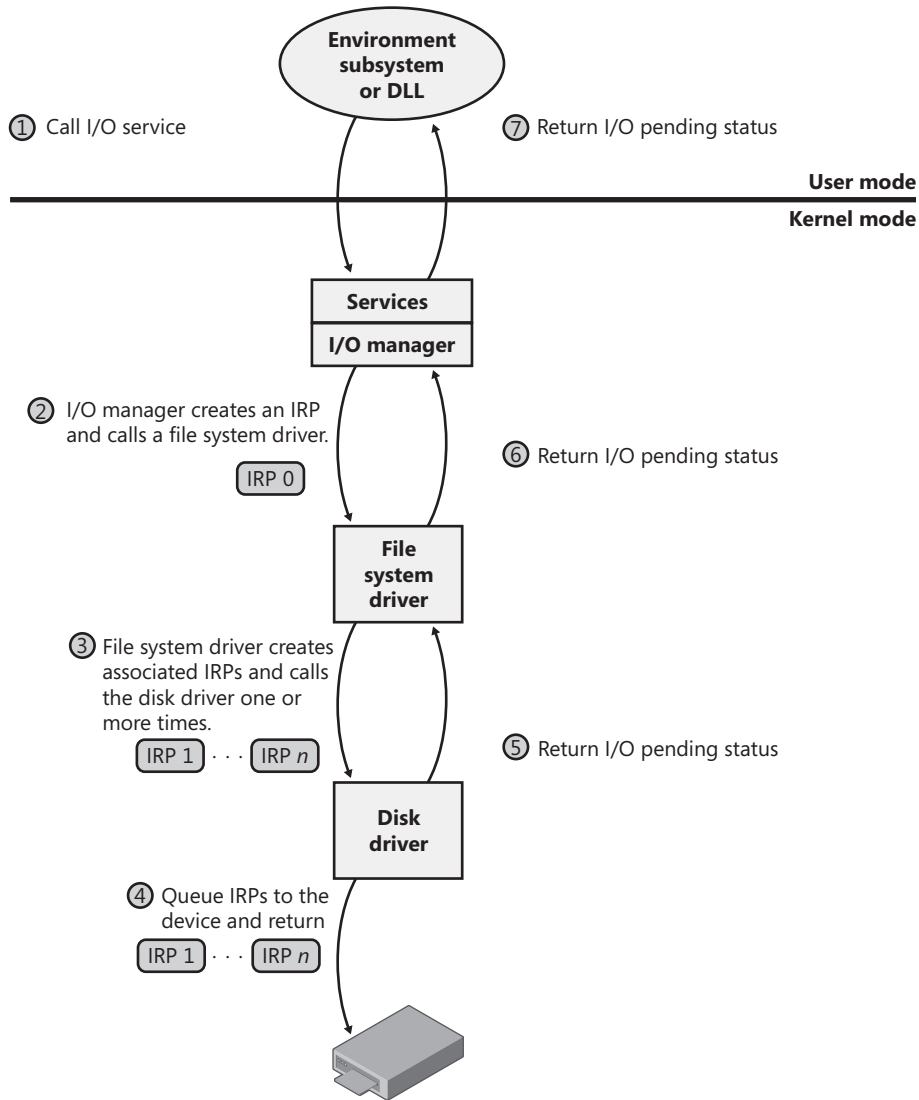 Environment
subsystem
or DLL
1 Call I/O service
7 Return I/O pending status
User mode
Kernel mode
Services
I/O manager
2 I/O manager creates an IRP
and calls a file system driver.
IRP 0
6 Return I/O pending status
File
system
driver
3 File system driver creates
associated IRPs and calls
the disk driver one or
more times.
IRP 1 · · · IRP n
5 Return I/O pending status
Disk
driver
4 Queue IRPs to the
device and return
IRP 1 · · · IRP n